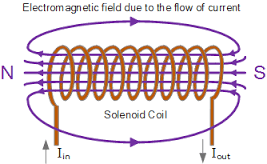 Electromagnetic field due to the flow of current
N
S
Solenoid Coil
Iin
Iout